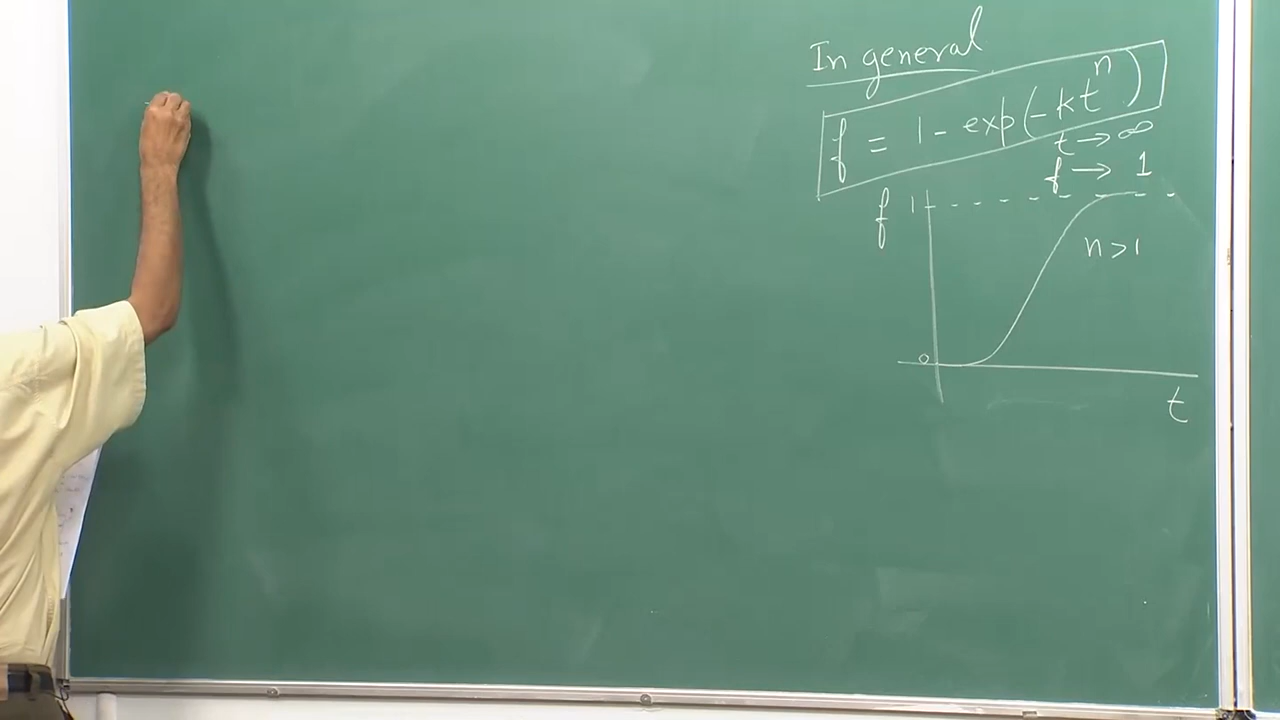 In general
f = 1 - exp(-kt^n)
t → ∞
f → 1
f 1
n > 1
0
t